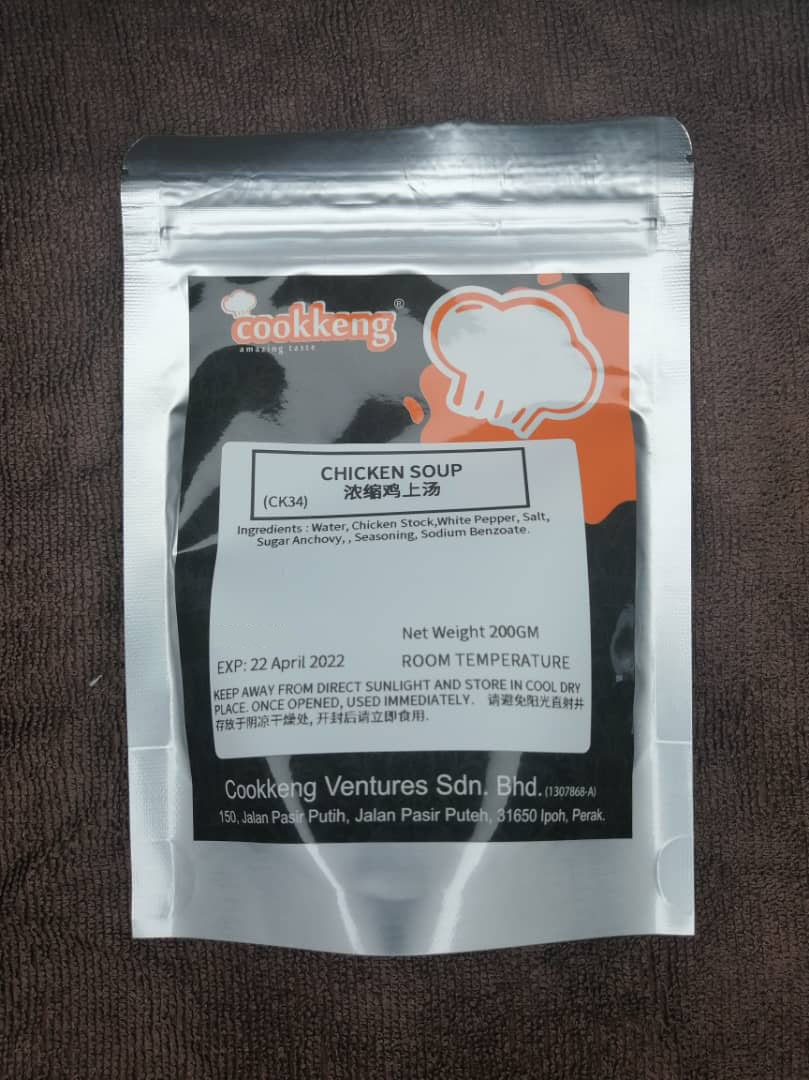 cookkeng®
amazing taste
CHICKEN SOUP
浓缩鸡上汤
(CK34)
Ingredients : Water, Chicken Stock,White Pepper, Salt,
Sugar Anchovy, , Seasoning, Sodium Benzoate.
Net Weight 200GM
EXP: 22 April 2022 ROOM TEMPERATURE
KEEP AWAY FROM DIRECT SUNLIGHT AND STORE IN COOL DRY
PLACE. ONCE OPENED, USED IMMEDIATELY. 请避免阳光直射并
存放于阴凉干燥处, 开封后请立即食用.
Cookkeng Ventures Sdn. Bhd. (1307868-A)
150, Jalan Pasir Putih, Jalan Pasir Puteh, 31650 Ipoh, Perak.